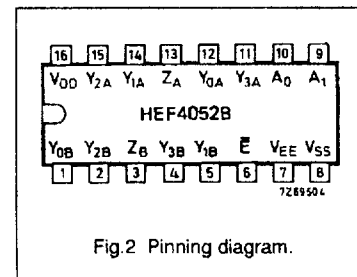 16 15 14 13 12 11 10 9
VDD Y2A Y1A ZA Y0A Y3A A0 A1
HEF4052B
Y0B Y2B ZB Y3B Y1B E̅ VEE VSS
1 2 3 4 5 6 7 8
7Z89504
Fig.2 Pinning diagram.